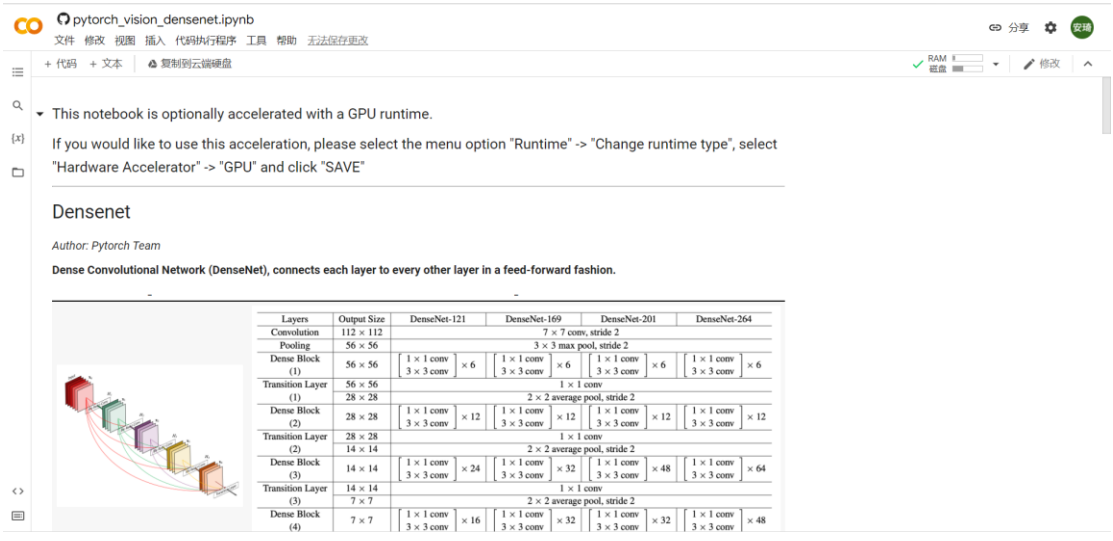 pytorch_vision_densenet.ipynb
文件 修改 视图 插入 代码执行程序 工具 帮助 无法保存更改
分享
安琦
+ 代码 + 文本 复制到云端硬盘
RAM
磁盘
修改
{x}
This notebook is optionally accelerated with a GPU runtime.
If you would like to use this acceleration, please select the menu option "Runtime" -> "Change runtime type", select
"Hardware Accelerator" -> "GPU" and click "SAVE"
Densenet
Author: Pytorch Team
Dense Convolutional Network (DenseNet), connects each layer to every other layer in a feed-forward fashion.
Layers Output Size DenseNet-121 DenseNet-169 DenseNet-201 DenseNet-264
Convolution 112 × 112 7 × 7 conv, stride 2
Pooling 56 × 56 3 × 3 max pool, stride 2
Dense Block (1) 56 × 56 [1 × 1 conv 3 × 3 conv] × 6 [1 × 1 conv 3 × 3 conv] × 6 [1 × 1 conv 3 × 3 conv] × 6 [1 × 1 conv 3 × 3 conv] × 6
Transition Layer (1) 56 × 56 1 × 1 conv
28 × 28 2 × 2 average pool, stride 2
Dense Block (2) 28 × 28 [1 × 1 conv 3 × 3 conv] × 12 [1 × 1 conv 3 × 3 conv] × 12 [1 × 1 conv 3 × 3 conv] × 12 [1 × 1 conv 3 × 3 conv] × 12
Transition Layer (2) 28 × 28 1 × 1 conv
14 × 14 2 × 2 average pool, stride 2
Dense Block (3) 14 × 14 [1 × 1 conv 3 × 3 conv] × 24 [1 × 1 conv 3 × 3 conv] × 32 [1 × 1 conv 3 × 3 conv] × 48 [1 × 1 conv 3 × 3 conv] × 64
Transition Layer (3) 14 × 14 1 × 1 conv
7 × 7 2 × 2 average pool, stride 2
Dense Block (4) 7 × 7 [1 × 1 conv 3 × 3 conv] × 16 [1 × 1 conv 3 × 3 conv] × 32 [1 × 1 conv 3 × 3 conv] × 32 [1 × 1 conv 3 × 3 conv] × 48